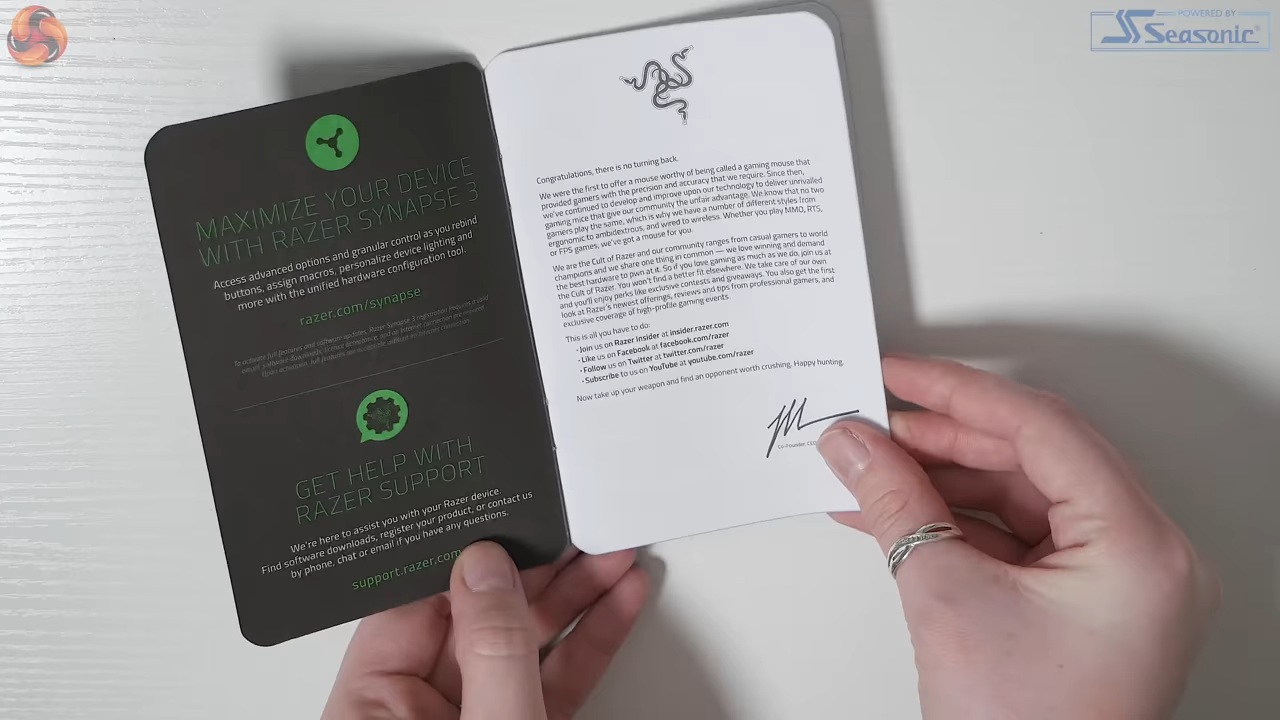 POWERED BY
Seasonic
MAXIMIZE YOUR DEVICE
WITH RAZER SYNAPSE 3
Access advanced options and granular control as you rebind
buttons, assign macros, personalize device lighting and
more with the unified hardware configuration tool.
razer.com/synapse
GET HELP WITH
RAZER SUPPORT
We're here to assist you with your Razer device.
Find software downloads, register your product, or contact us
by phone, chat or email if you have any questions.
support.razer.com
Congratulations, there is no turning back.
We were the first to offer a mouse worthy of being called a gaming mouse that
provided gamers with the precision and accuracy that we require. Since then,
we've continued to develop and improve upon our technology to deliver unrivalled
gaming mice that give our community the unfair advantage. We know that no two
gamers play the same, which is why we have a number of different styles from
ergonomic to ambidextrous, and wired to wireless. Whether you play MMO, RTS,
or FPS games, we've got a mouse for you.
We are the Cult of Razer and our community ranges from casual gamers to world
champions and we share one thing in common — we love winning and demand
the best hardware to pwn at it. So if you love gaming as much as we do, join us at
the Cult of Razer. You won't find a better fit elsewhere. We take care of our own
and you'll enjoy perks like exclusive contests and giveaways. You also get the first
look at Razer's newest offerings, reviews and tips from professional gamers, and
exclusive coverage of high-profile gaming events.
This is all you have to do:
- Join us on Razer Insider at insider.razer.com
- Like us on Facebook at facebook.com/razer
- Follow us on Twitter at twitter.com/razer
- Subscribe to us on YouTube at youtube.com/razer
Now take up your weapon and find an opponent worth crushing. Happy hunting.
Co-Founder, CEO